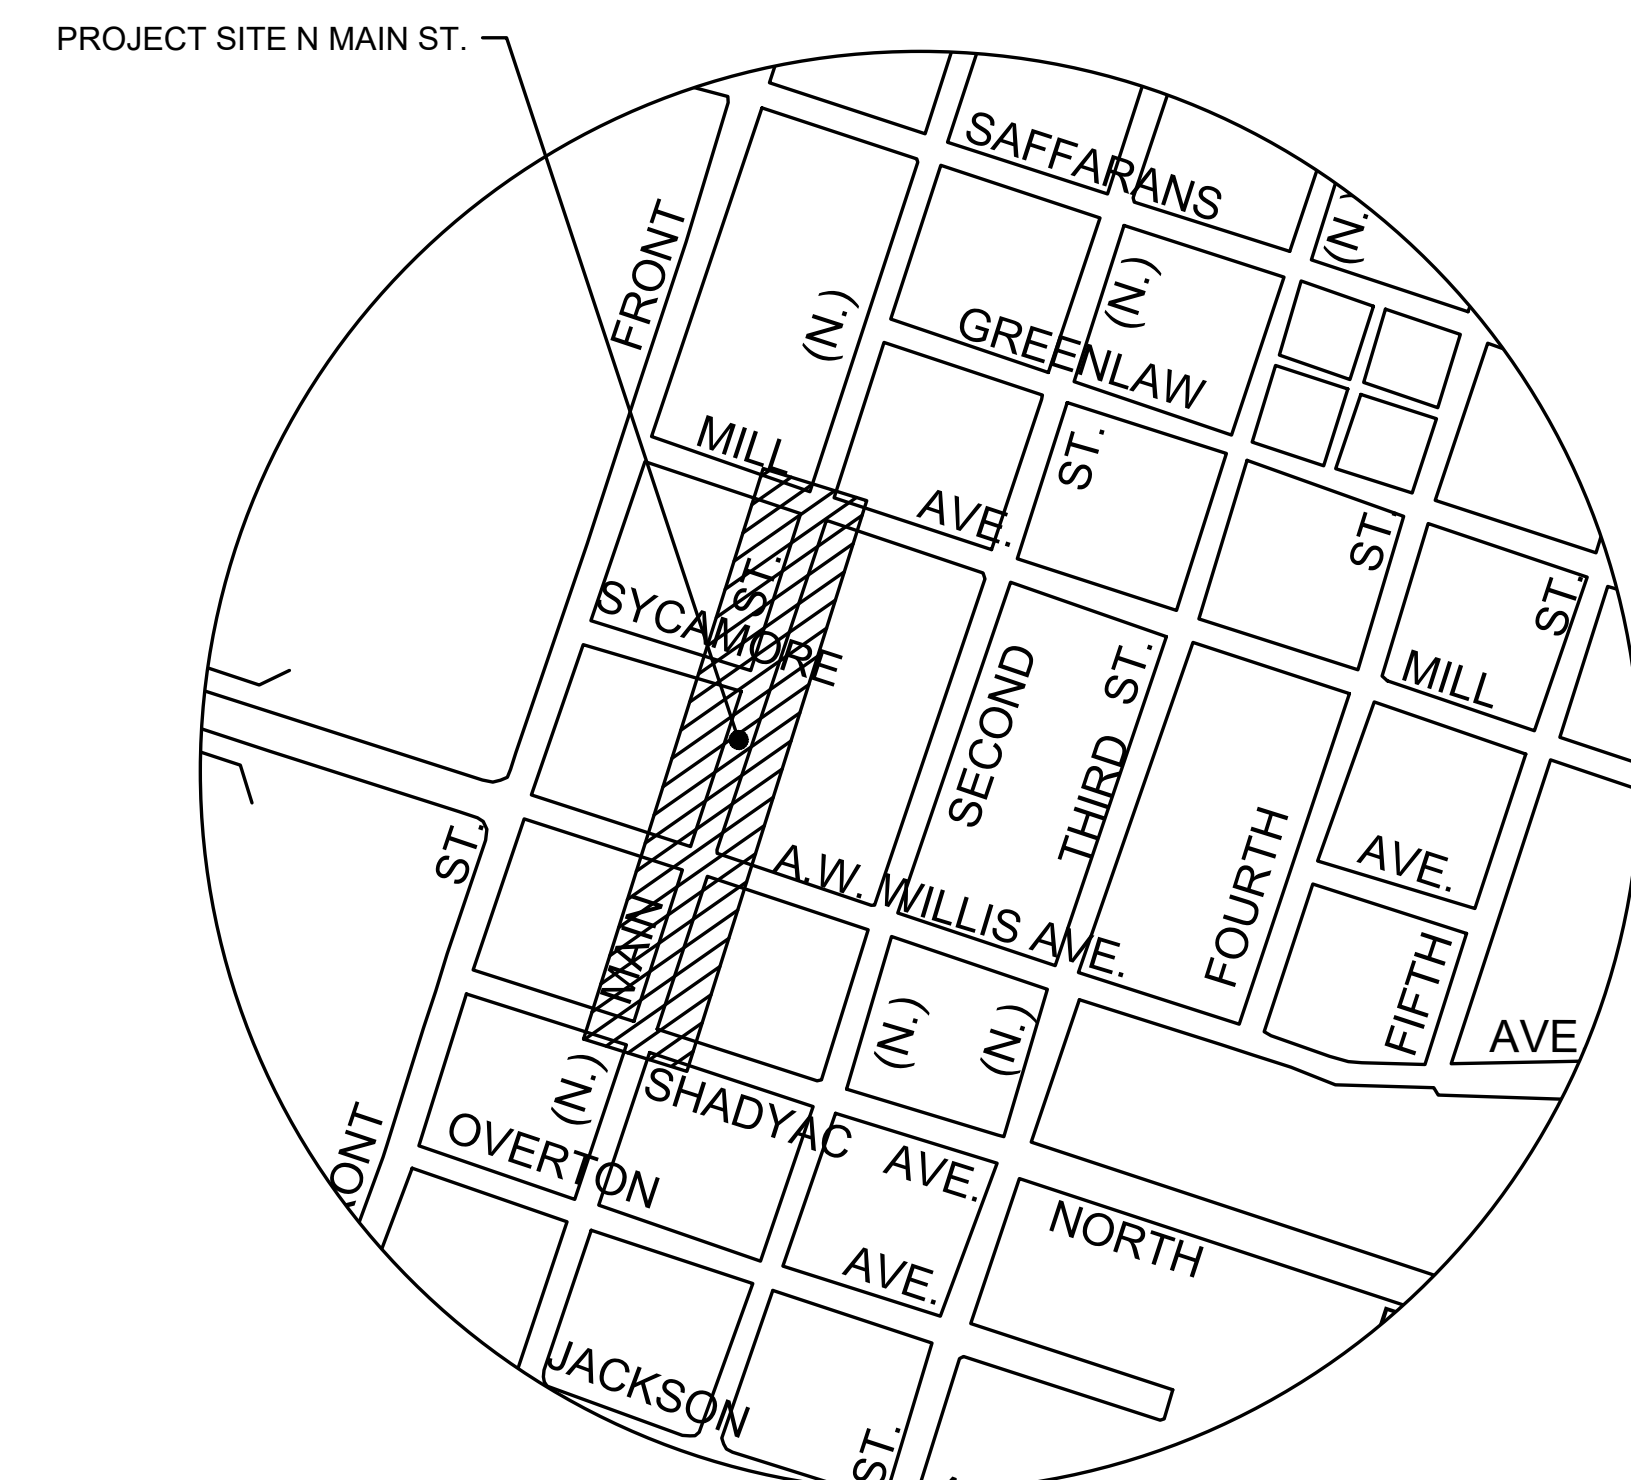 PROJECT SITE N MAIN ST.
SAFFARANS
(N.)
FRONT
(N.)
(N.)
GREENLAW
MILL
ST.
AVE.
ST.
ST.
ST.
SYCAMORE
SECOND
ST.
MILL
THIRD
ST.
A.W. WILLIS AVE.
FOURTH
AVE.
MAIN
FIFTH
(N.)
(N.)
AVE
(N.)
SHADYAC AVE.
OVERTON
AVE.
ONT
NORTH
JACKSON
ST.